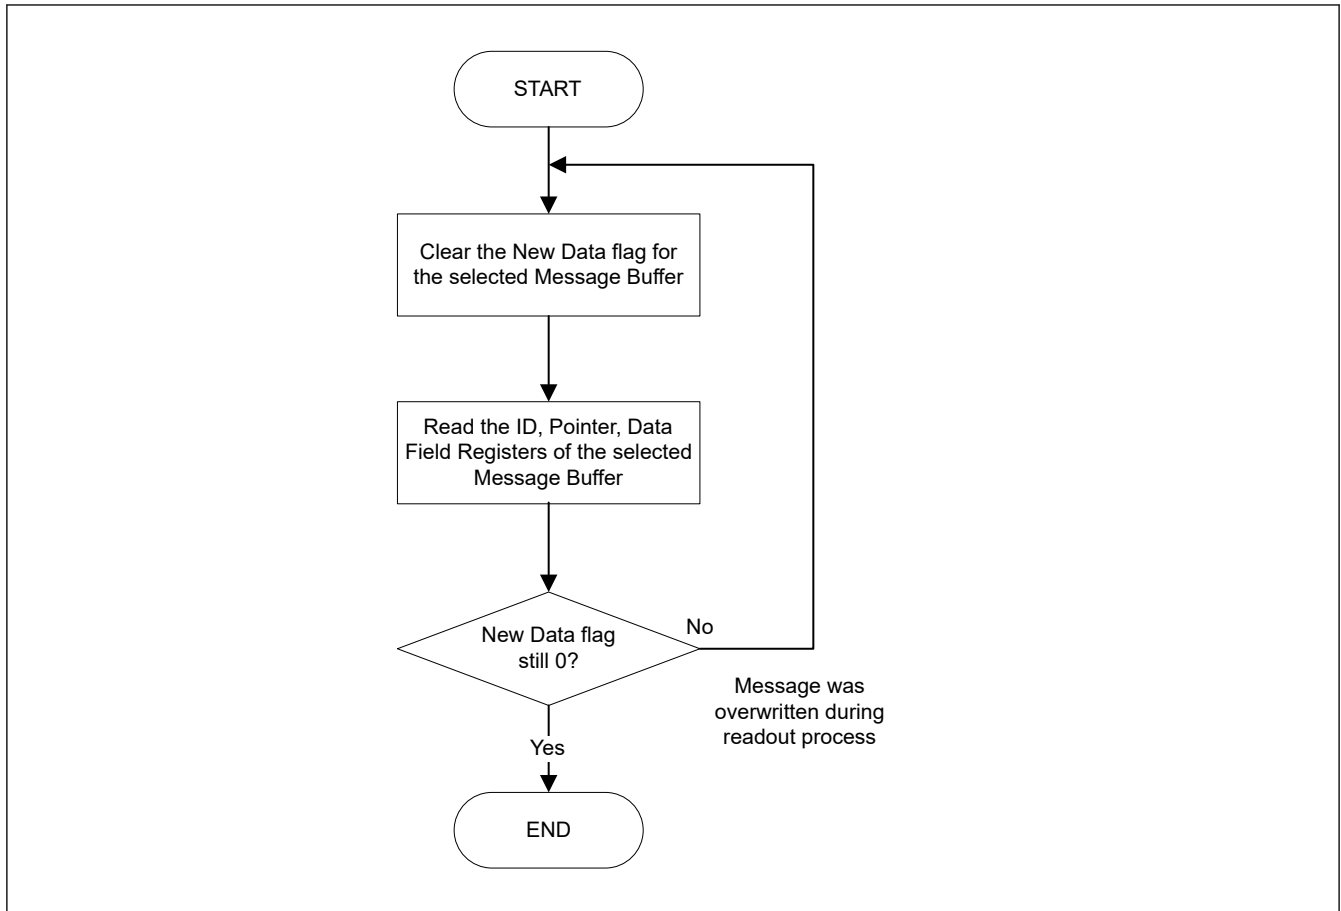 START
Clear the New Data flag for
the selected Message Buffer
Read the ID, Pointer, Data
Field Registers of the selected
Message Buffer
New Data flag
still 0?
No
Message was
overwritten during
readout process
Yes
END